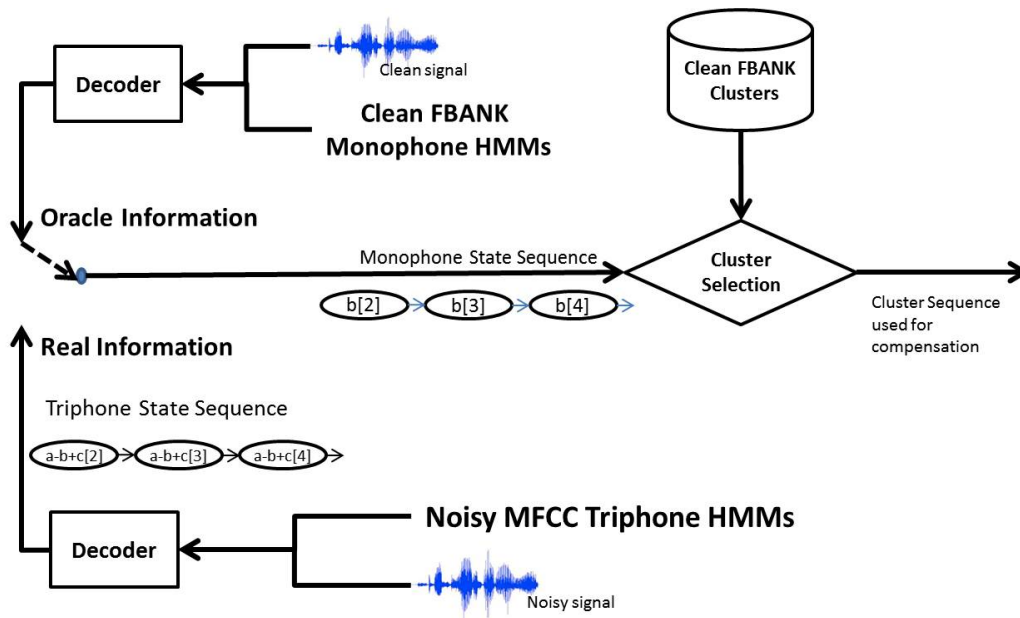 Clean signal
Decoder
Clean FBANK
Monophone HMMs
Clean FBANK
Clusters
Oracle Information
Monophone State Sequence
b[2]
b[3]
b[4]
Cluster
Selection
Cluster Sequence
used for
compensation
Real Information
Triphone State Sequence
a-b+c[2]
a-b+c[3]
a-b+c[4]
Noisy MFCC Triphone HMMs
Decoder
Noisy signal